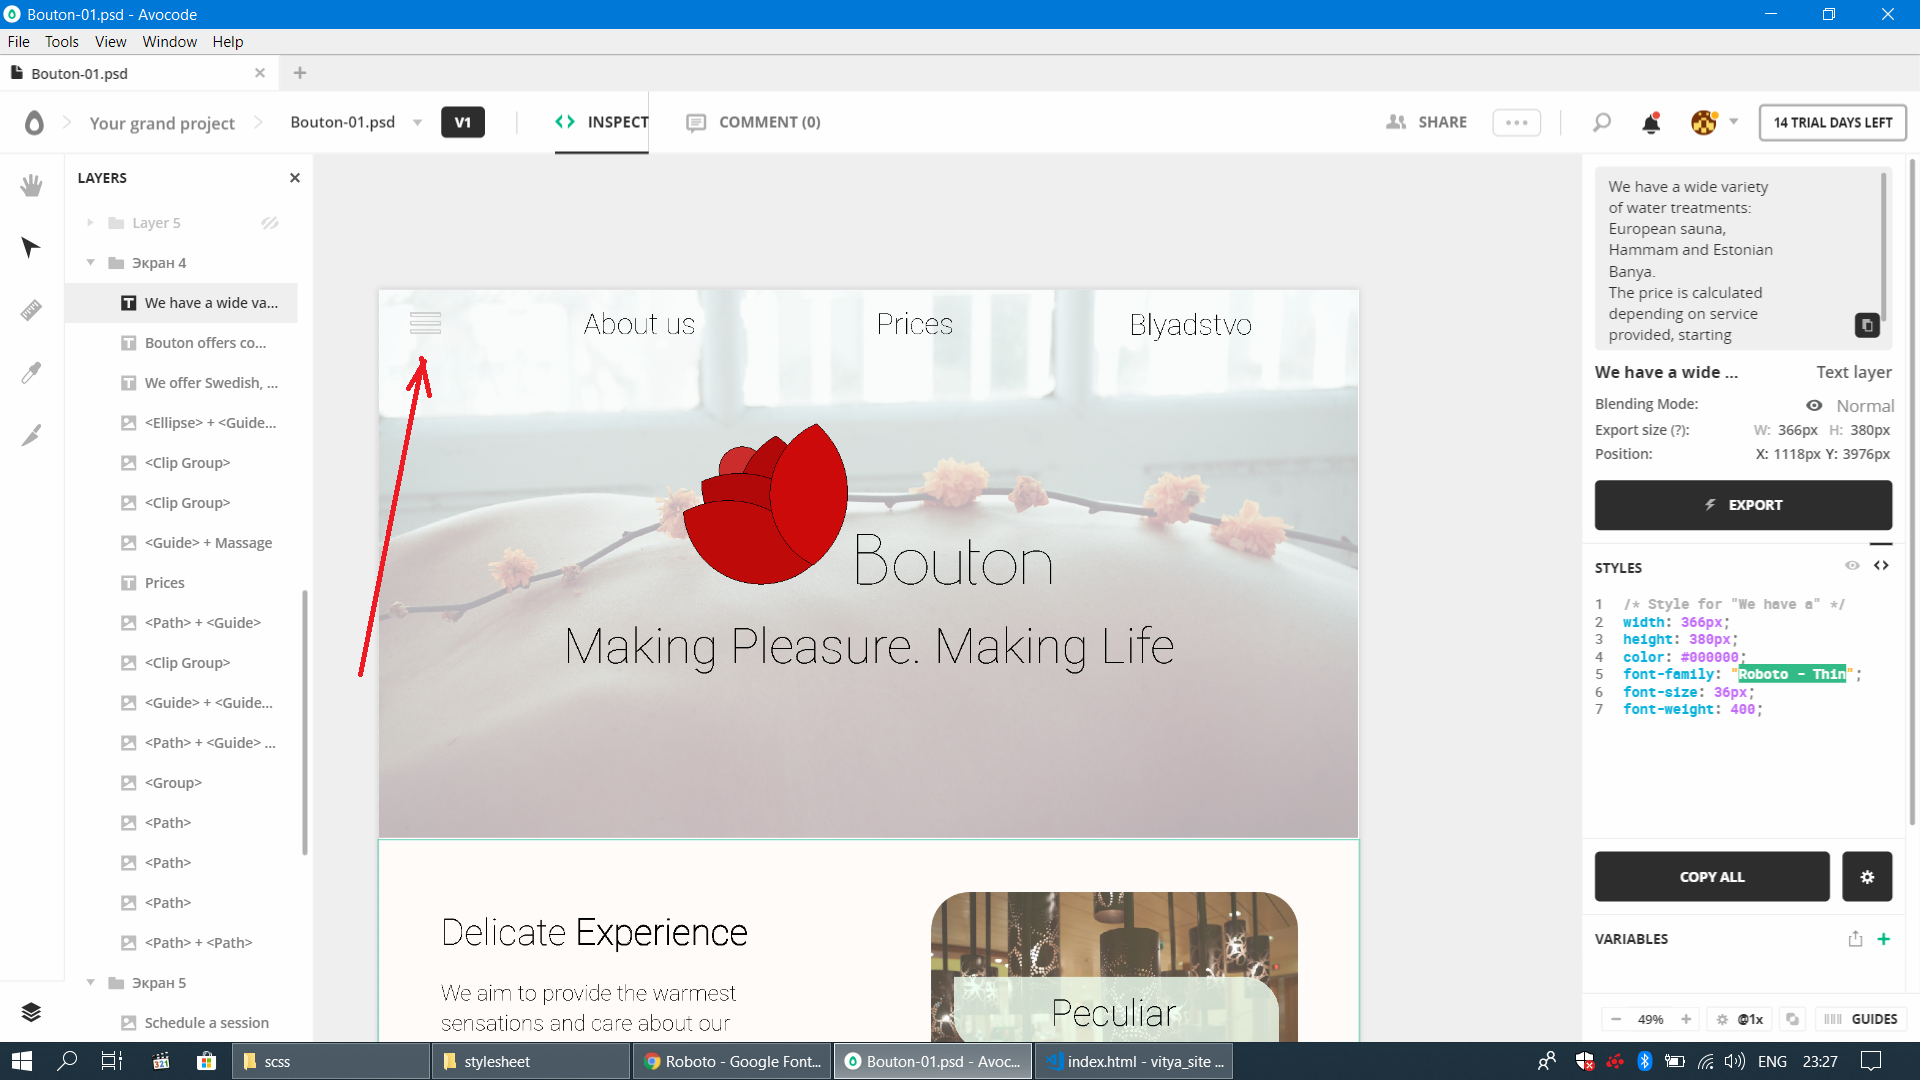 Bouton-01.psd - Avocode
File Tools View Window Help
Bouton-01.psd
Your grand project
Bouton-01.psd
V1
INSPECT
COMMENT (0)
SHARE
14 TRIAL DAYS LEFT
LAYERS
Layer 5
Экран 4
We have a wide va...
Bouton offers co...
We offer Swedish, ...
<Ellipse> + <Guide...
<Clip Group>
<Clip Group>
<Guide> + Massage
Prices
<Path> + <Guide>
<Clip Group>
<Guide> + <Guide...
<Path> + <Guide> ...
<Group>
<Path>
<Path>
<Path>
<Path> + <Path>
Экран 5
Schedule a session
About us
Prices
Blyadstvo
Bouton
Making Pleasure. Making Life
Delicate Experience
We aim to provide the warmest
sensations and care about our
Peculiar
We have a wide variety
of water treatments:
European sauna,
Hammam and Estonian
Banya.
The price is calculated
depending on service
provided, starting
We have a wide ...
Text layer
Blending Mode:
Normal
Export size (?):
W: 366px H: 380px
Position:
X: 1118px Y: 3976px
EXPORT
STYLES
1 /* Style for "We have a" */
2 width: 366px;
3 height: 380px;
4 color: #000000;
5 font-family: "Roboto - Thin";
6 font-size: 36px;
7 font-weight: 400;
COPY ALL
VARIABLES
49%
@1x
GUIDES
321
scss
stylesheet
Roboto - Google Font...
Bouton-01.psd - Avoc...
index.html - vitya_site ...
ENG
23:27